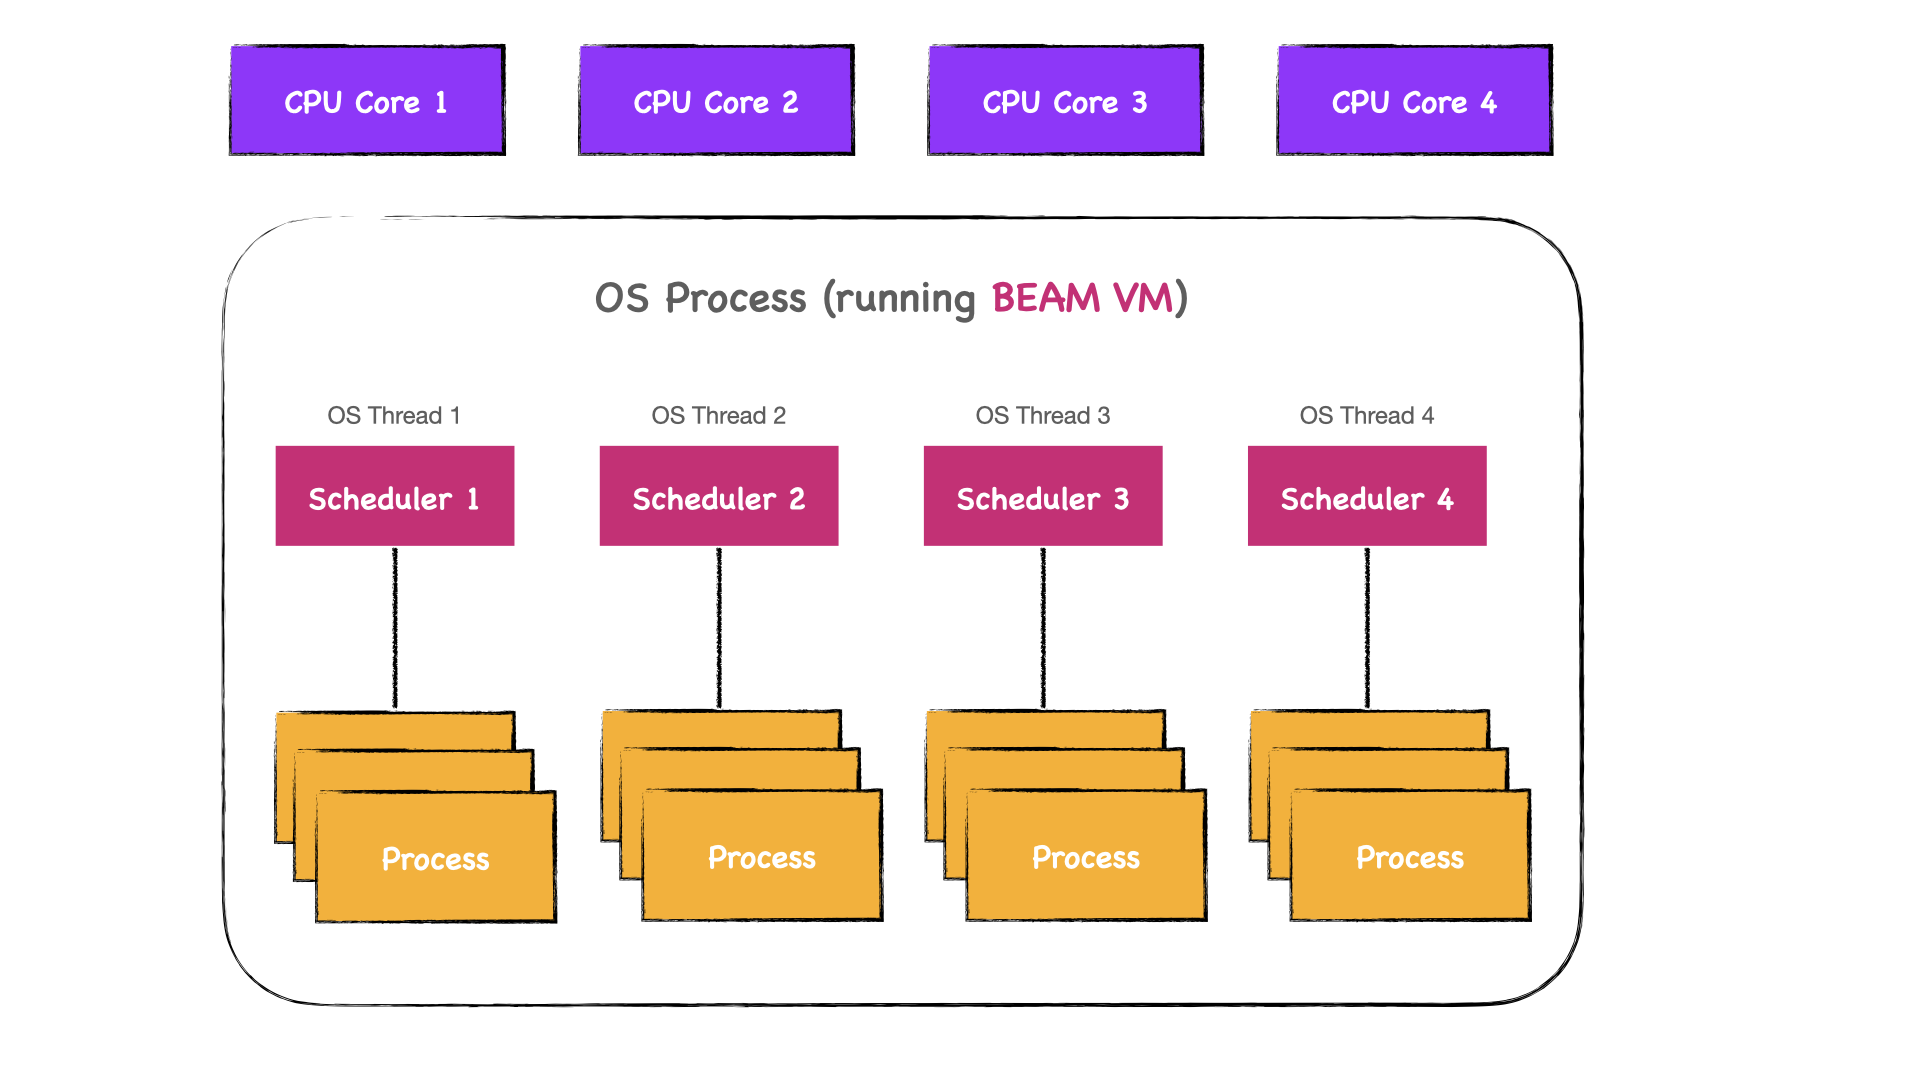 CPU Core 1
CPU Core 2
CPU Core 3
CPU Core 4
OS Process (running BEAM VM)
OS Thread 1
OS Thread 2
OS Thread 3
OS Thread 4
Scheduler 1
Scheduler 2
Scheduler 3
Scheduler 4
Process
Process
Process
Process